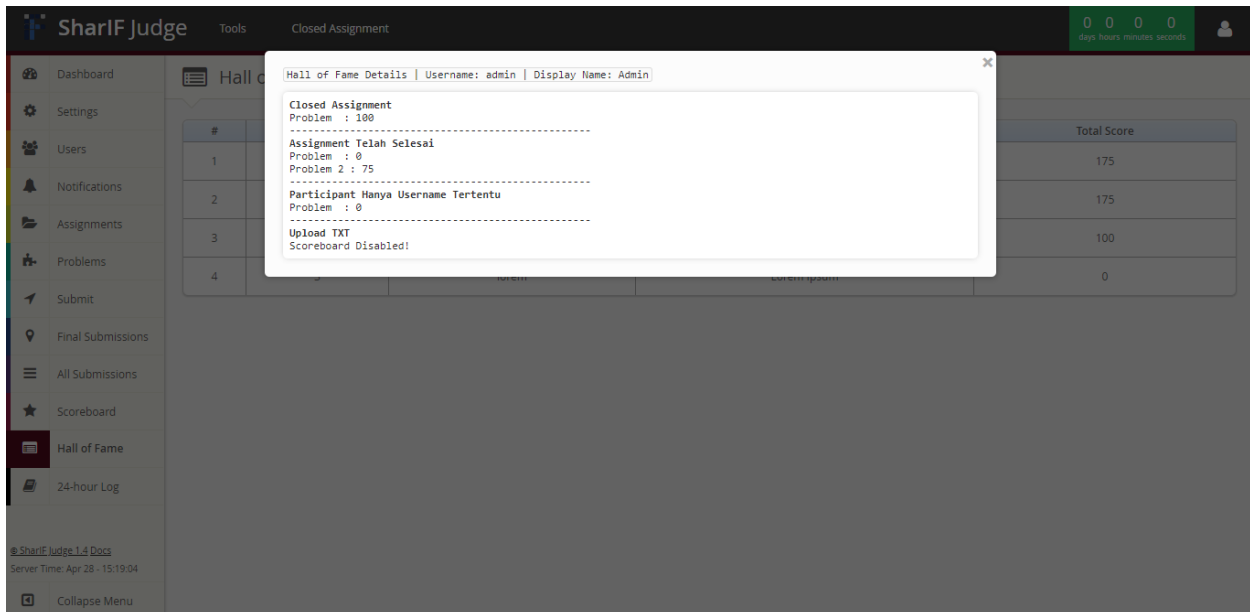 SharIF Judge Tools Closed Assignment
0 0 0 0
days hours minutes seconds
Dashboard
Settings
Users
Notifications
Assignments
Problems
Submit
Final Submissions
All Submissions
Scoreboard
Hall of Fame
24-hour Log
© SharIF Judge 1.4 Docs
Server Time: Apr 28 - 15:19:04
Collapse Menu
Hall o
Hall of Fame Details | Username: admin | Display Name: Admin
×
Closed Assignment
Problem : 100
-------------------------------------------------
Assignment Telah Selesai
Problem : 0
Problem 2 : 75
-------------------------------------------------
Participant Hanya Username Tertentu
Problem : 0
-------------------------------------------------
Upload TXT
Scoreboard Disabled!
# Total Score
1 175
2 175
3 100
4 lorem Lorem Ipsum 0